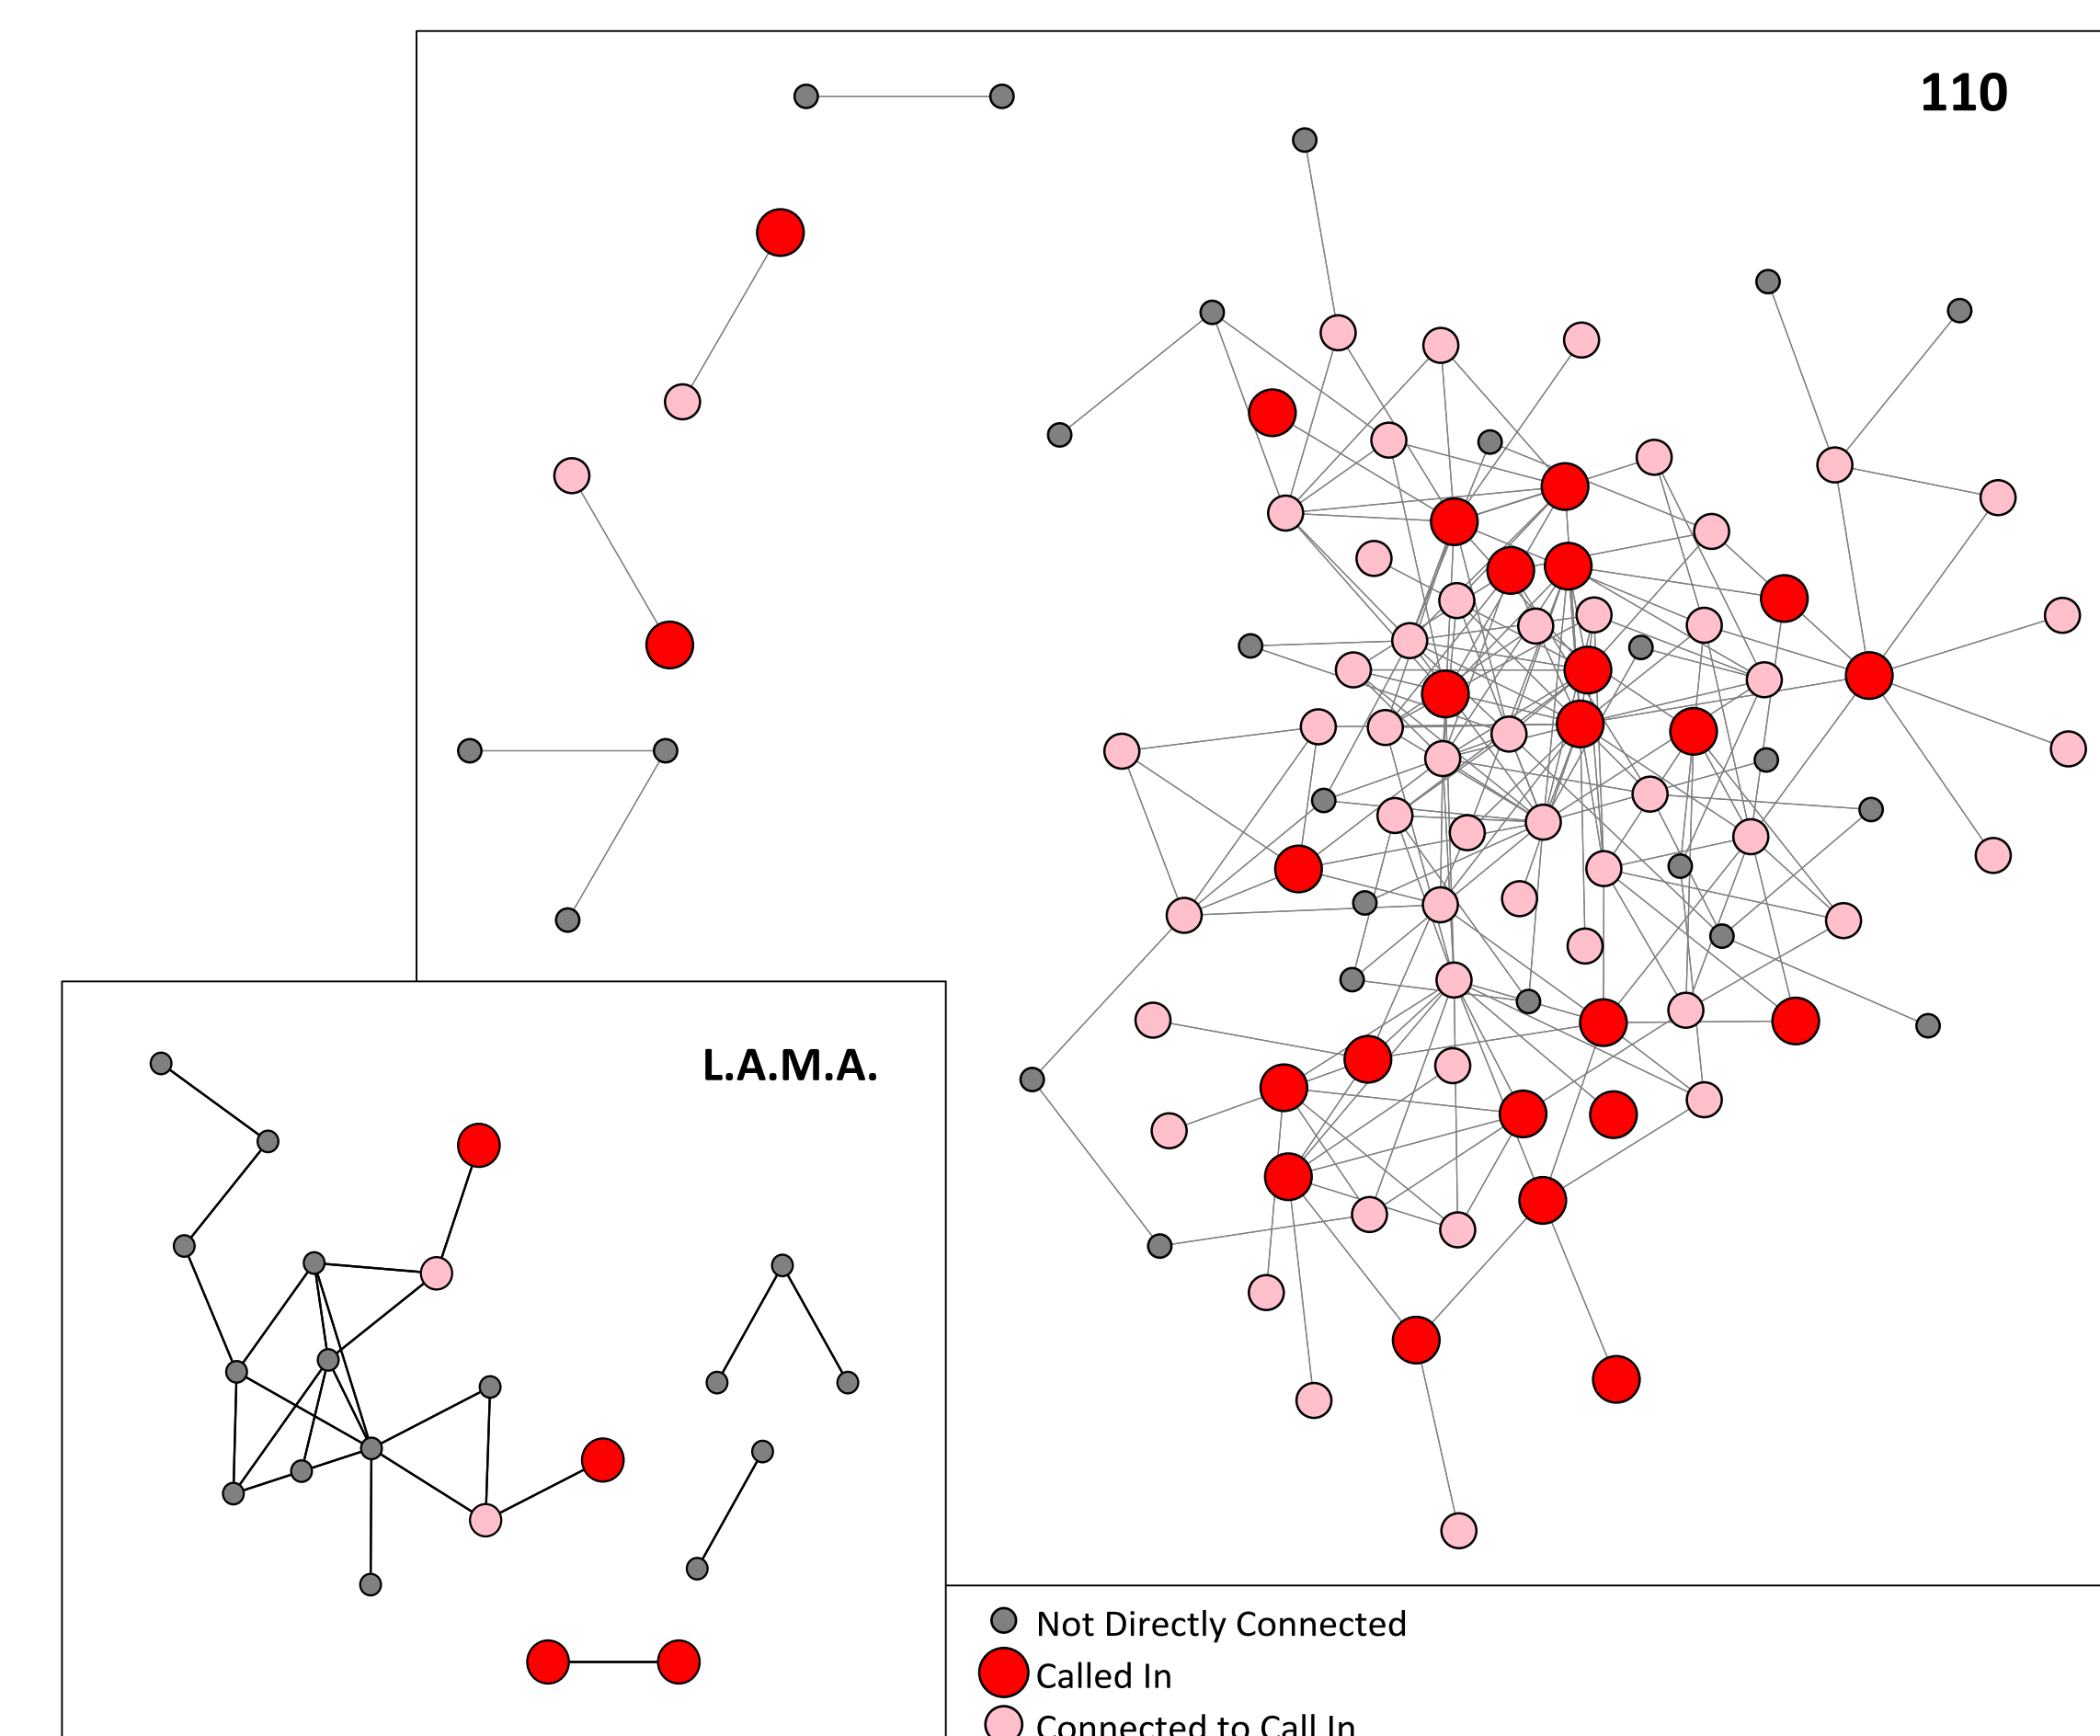 110
L.A.M.A.
Not Directly Connected
Called In
Connected to Call In